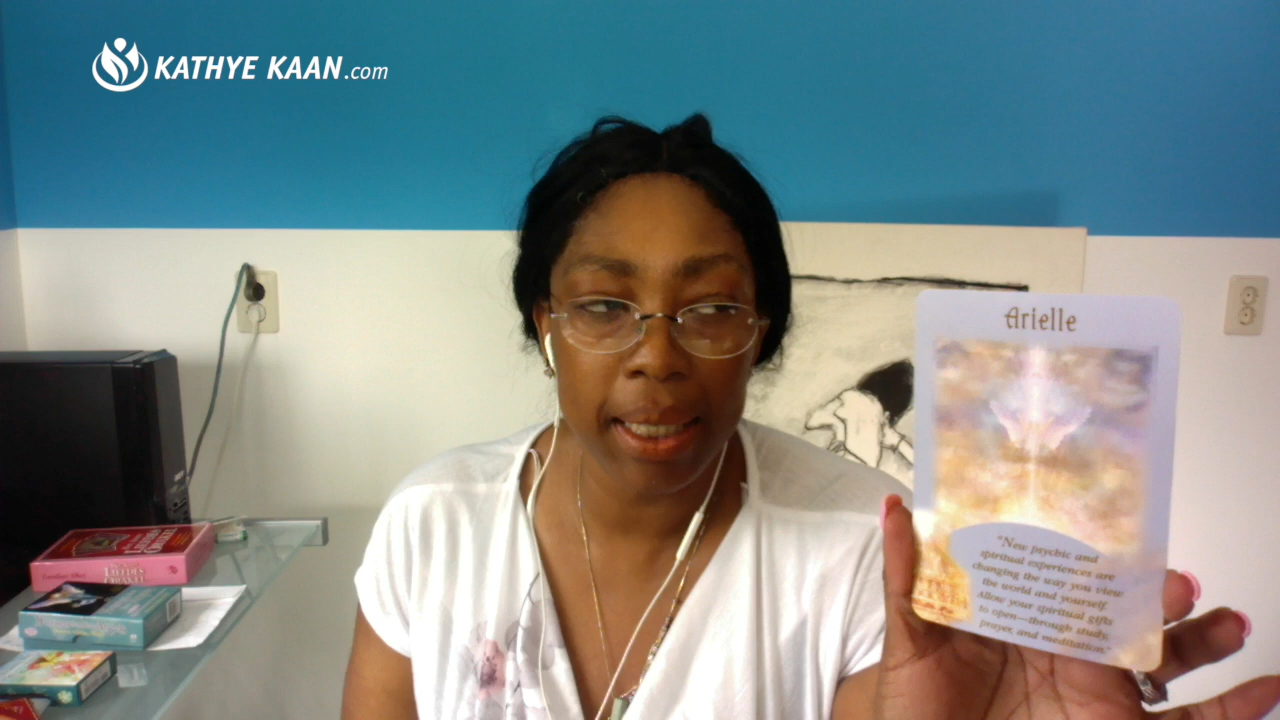 KATHYE KAAN.com
Arielle
"New psychic and
spiritual experiences are
changing the way you view
the world and yourself.
Allow your spiritual gifts
to open—through study,
prayer, and meditation."